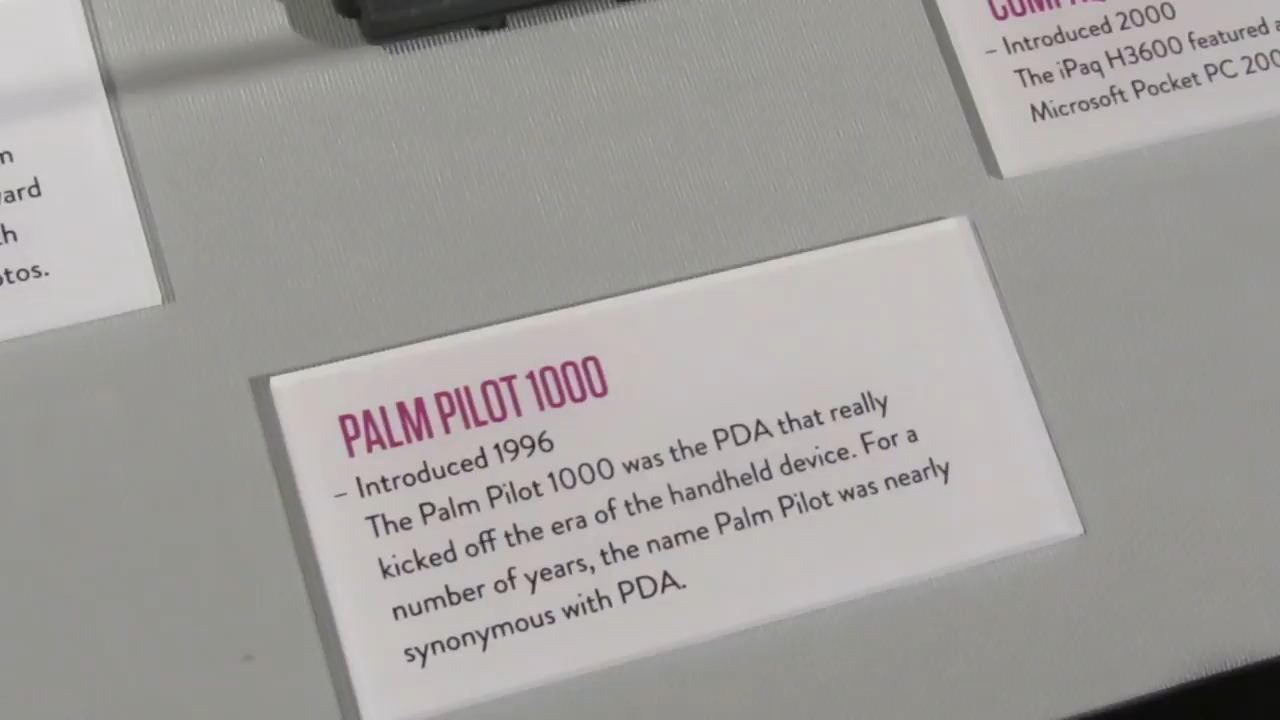 ard
otos.
PALM PILOT 1000
– Introduced 1996
The Palm Pilot 1000 was the PDA that really
kicked off the era of the handheld device. For a
number of years, the name Palm Pilot was nearly
synonymous with PDA.
– Introduced 2000
The iPaq H3600 featured a
Microsoft Pocket PC 200